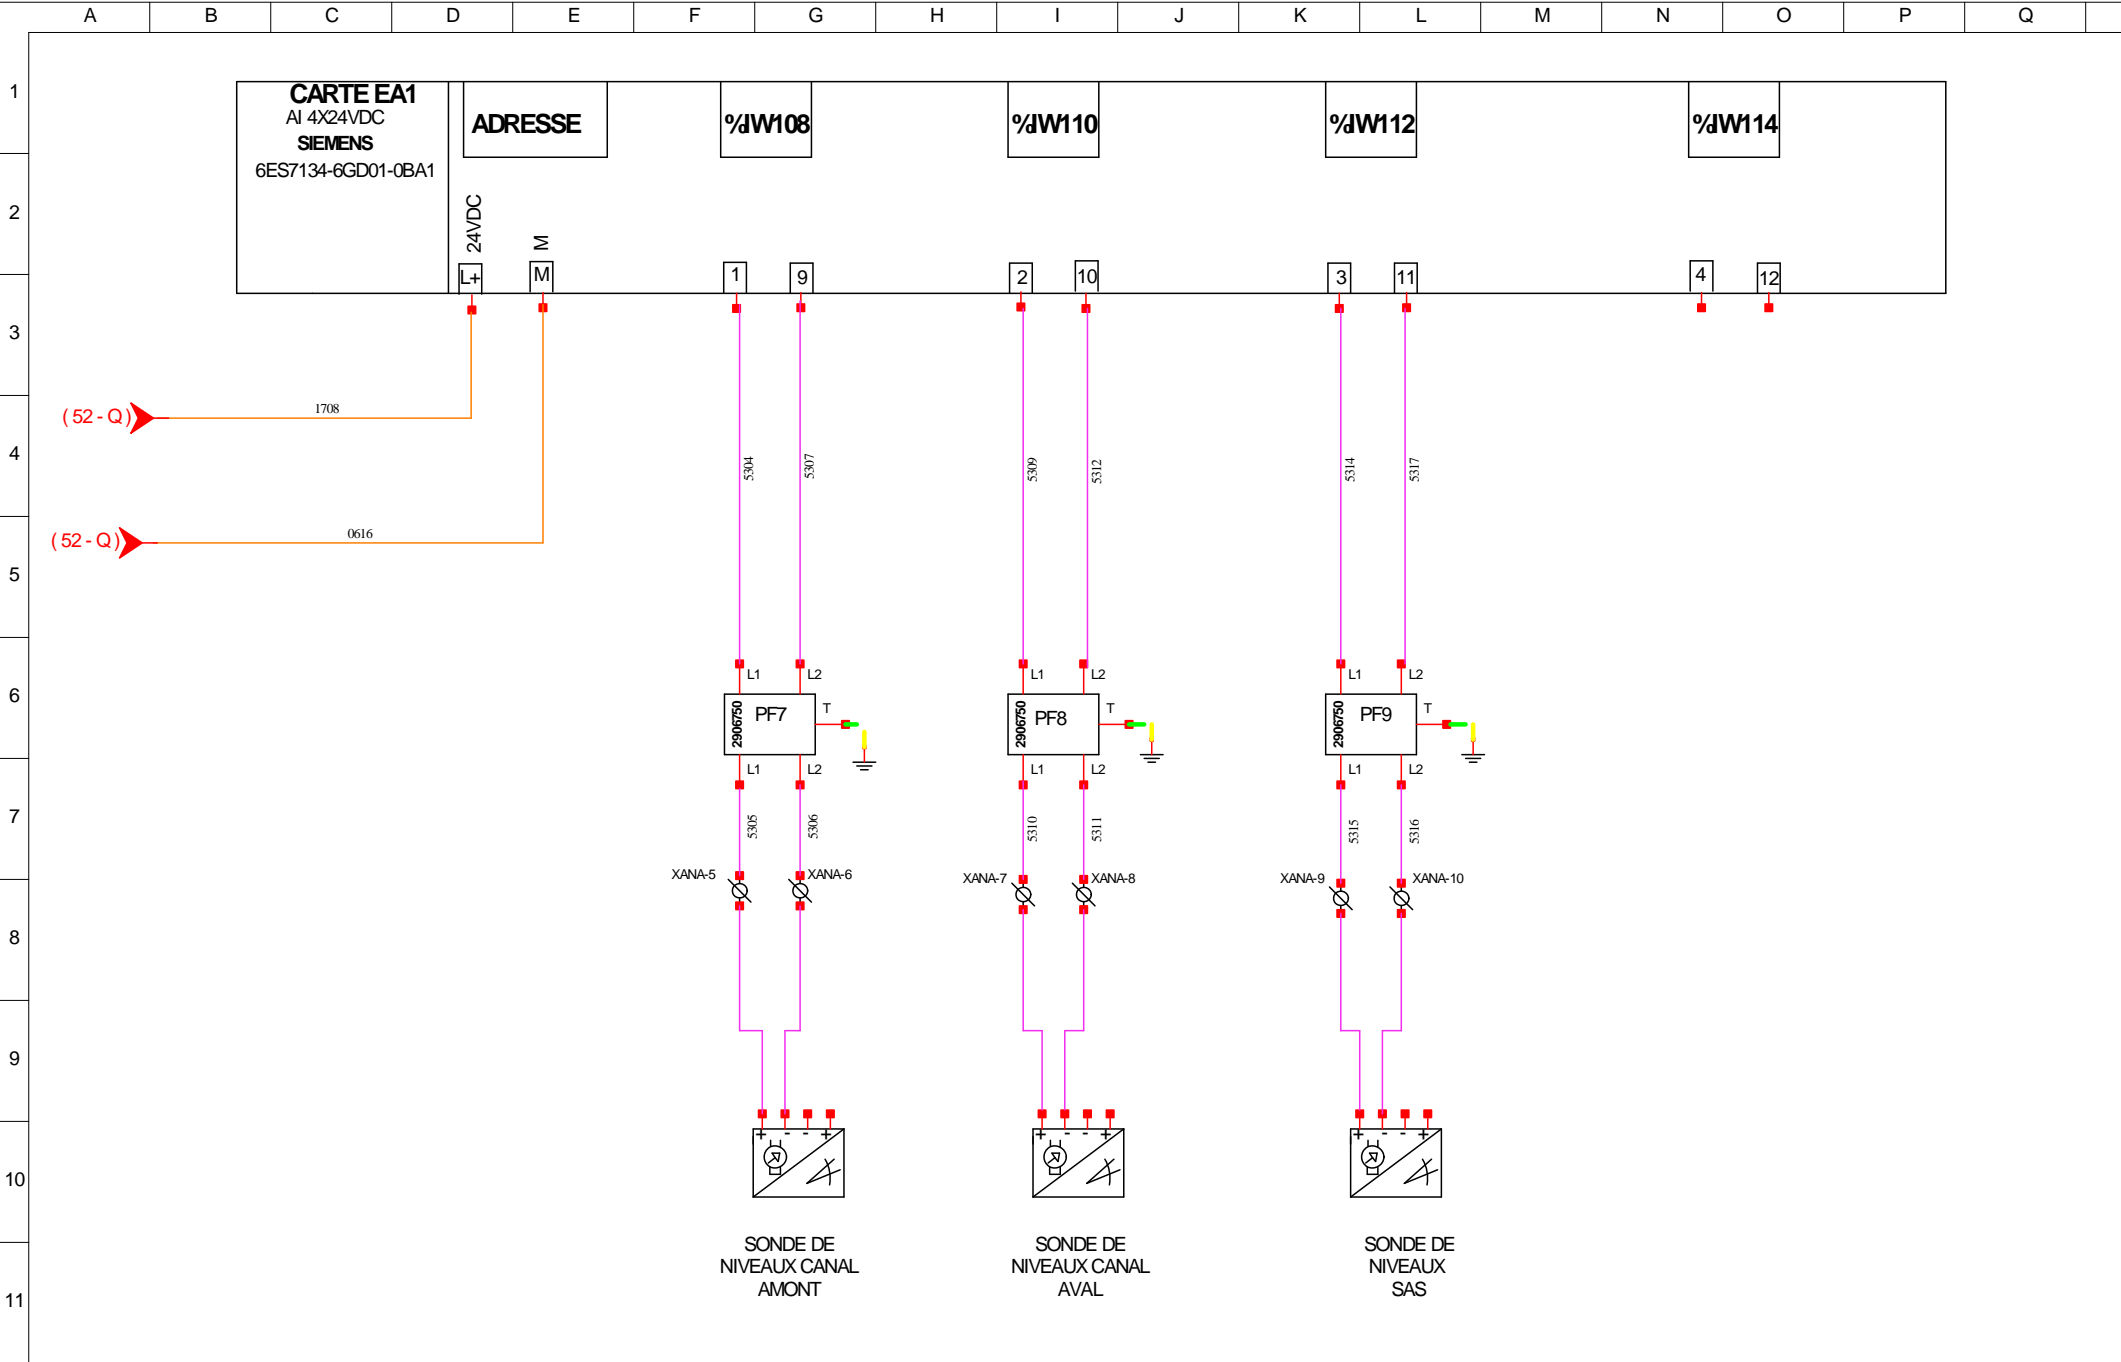 A B C D E F G H I J K L M N O P Q
1
CARTE EA1
AI 4X24VDC
SIEMENS
6ES7134-6GD01-0BA1
ADRESSE
%IW108
%IW110
%IW112
%IW114
2
24VDC
M
L+
M
1
9
2
10
3
11
4
12
3
(52-Q)
1708
4
5304
5307
5309
5312
5314
5317
(52-Q)
0616
5
6
L1
L2
L1
L2
L1
L2
2906750
PF7
T
2906750
PF8
T
2906750
PF9
T
L1
L2
L1
L2
L1
L2
7
5305
5306
5310
5311
5315
5316
XANA-5
XANA-6
XANA-7
XANA-8
XANA-9
XANA-10
8
9
+ - - +
+ - - +
+ - - +
10
SONDE DE
NIVEAUX CANAL
AMONT
SONDE DE
NIVEAUX CANAL
AVAL
SONDE DE
NIVEAUX
SAS
11